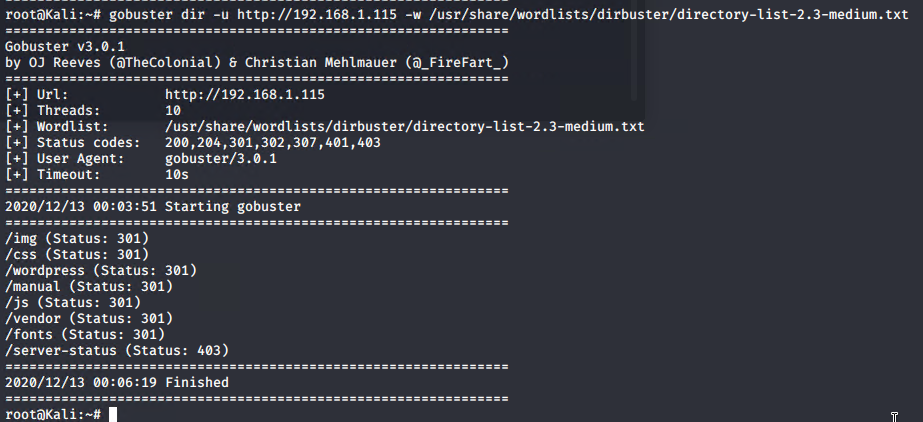 root@Kali:~# gobuster dir -u http://192.168.1.115 -w /usr/share/wordlists/dirbuster/directory-list-2.3-medium.txt
===============================================================
Gobuster v3.0.1
by OJ Reeves (@TheColonial) & Christian Mehlmauer (@_FireFart_)
===============================================================
[+] Url:            http://192.168.1.115
[+] Threads:        10
[+] Wordlist:       /usr/share/wordlists/dirbuster/directory-list-2.3-medium.txt
[+] Status codes:   200,204,301,302,307,401,403
[+] User Agent:     gobuster/3.0.1
[+] Timeout:        10s
===============================================================
2020/12/13 00:03:51 Starting gobuster
===============================================================
/img (Status: 301)
/css (Status: 301)
/wordpress (Status: 301)
/manual (Status: 301)
/js (Status: 301)
/vendor (Status: 301)
/fonts (Status: 301)
/server-status (Status: 403)
===============================================================
2020/12/13 00:06:19 Finished
===============================================================
root@Kali:~#